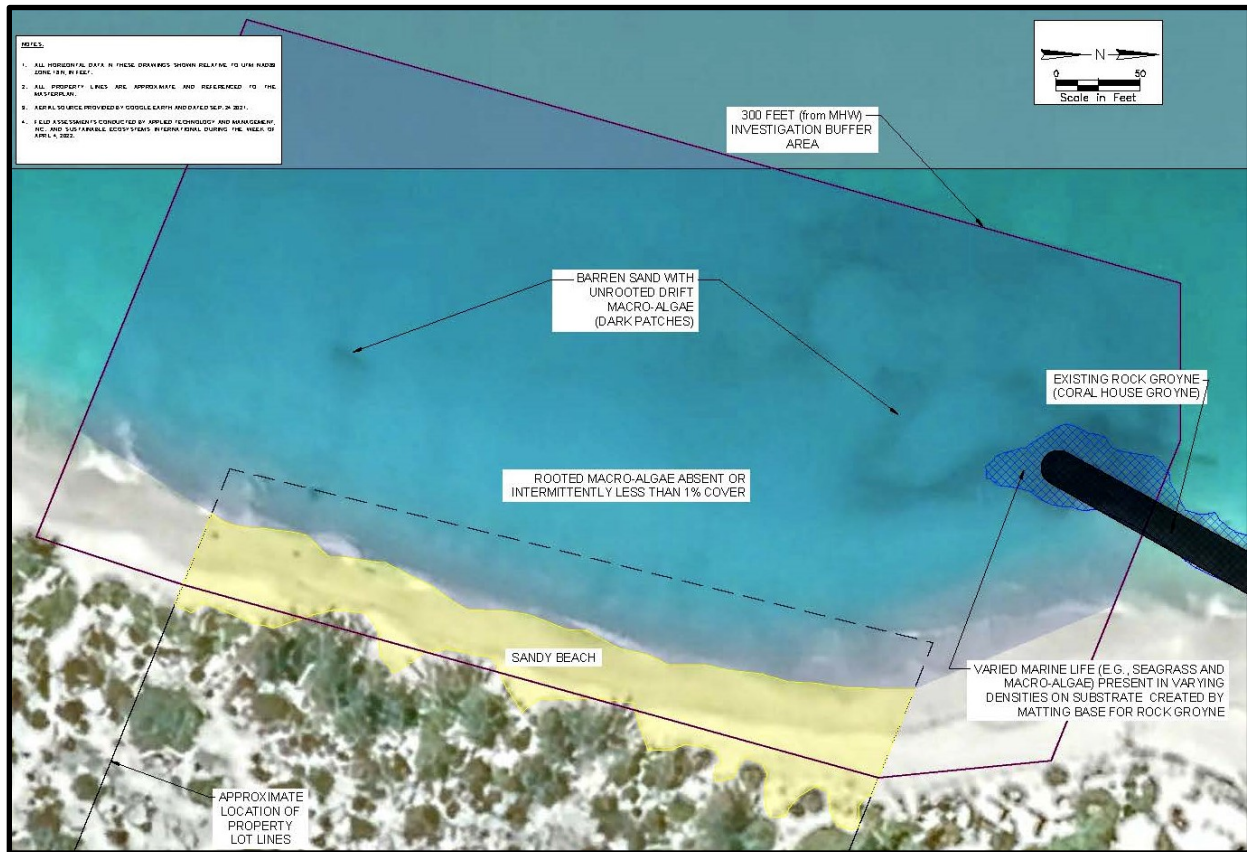 NOTES:
1. ALL HORIZONTAL DATA IN THESE DRAWINGS SHOWN RELATIVE TO UTM NAD83
ZONE 18N, IN FEET.
2. ALL PROPERTY LINES ARE APPROXIMATE AND REFERENCED TO THE
MASTERPLAN.
3. AERIAL SOURCE PROVIDED BY GOOGLE EARTH AND DATED SEP. 24 2021.
4. FIELD ASSESSMENTS CONDUCTED BY APPLIED TECHNOLOGY AND MANAGEMENT,
INC. AND SUSTAINABLE ECOSYSTEMS INTERNATIONAL DURING THE WEEK OF
APRIL 4, 2022.
N
0 50
Scale in Feet
300 FEET (from MHW)
INVESTIGATION BUFFER
AREA
BARREN SAND WITH
UNROOTED DRIFT
MACRO-ALGAE
(DARK PATCHES)
EXISTING ROCK GROYNE
(CORAL HOUSE GROYNE)
ROOTED MACRO-ALGAE ABSENT OR
INTERMITTENTLY LESS THAN 1% COVER
SANDY BEACH
VARIED MARINE LIFE (E.G., SEAGRASS AND
MACRO-ALGAE) PRESENT IN VARYING
DENSITIES ON SUBSTRATE CREATED BY
MATTING BASE FOR ROCK GROYNE
APPROXIMATE
LOCATION OF
PROPERTY
LOT LINES